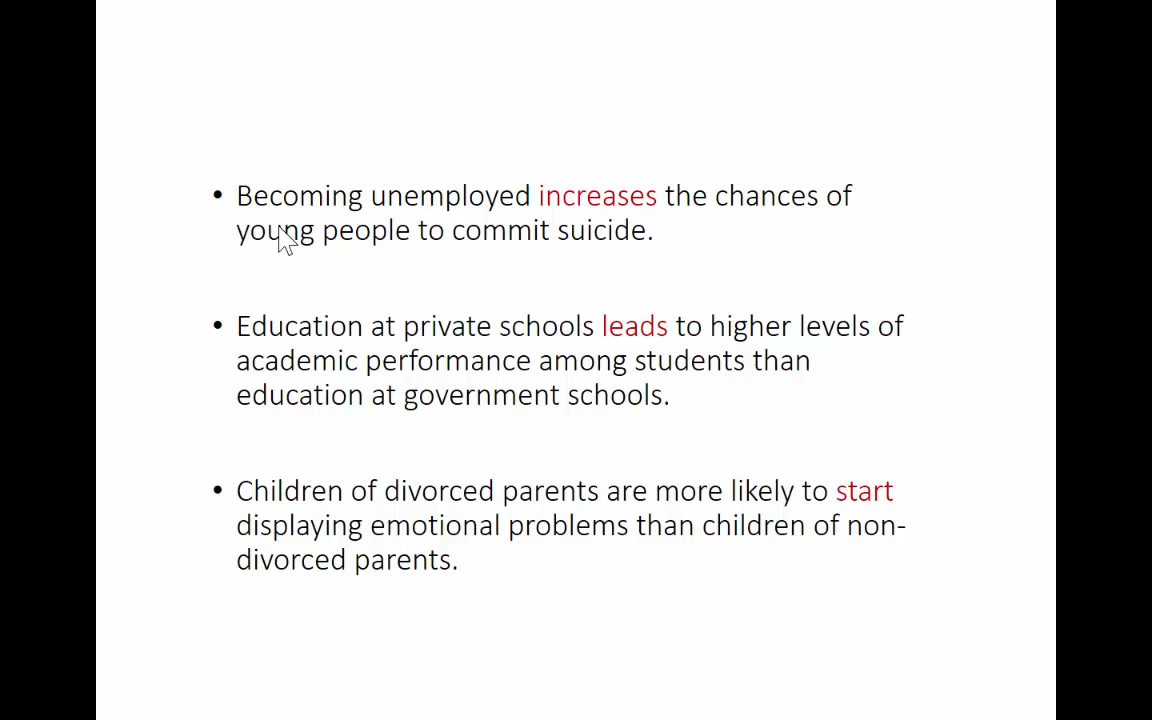 • Becoming unemployed increases the chances of
young people to commit suicide.
• Education at private schools leads to higher levels of
academic performance among students than
education at government schools.
• Children of divorced parents are more likely to start
displaying emotional problems than children of non-
divorced parents.